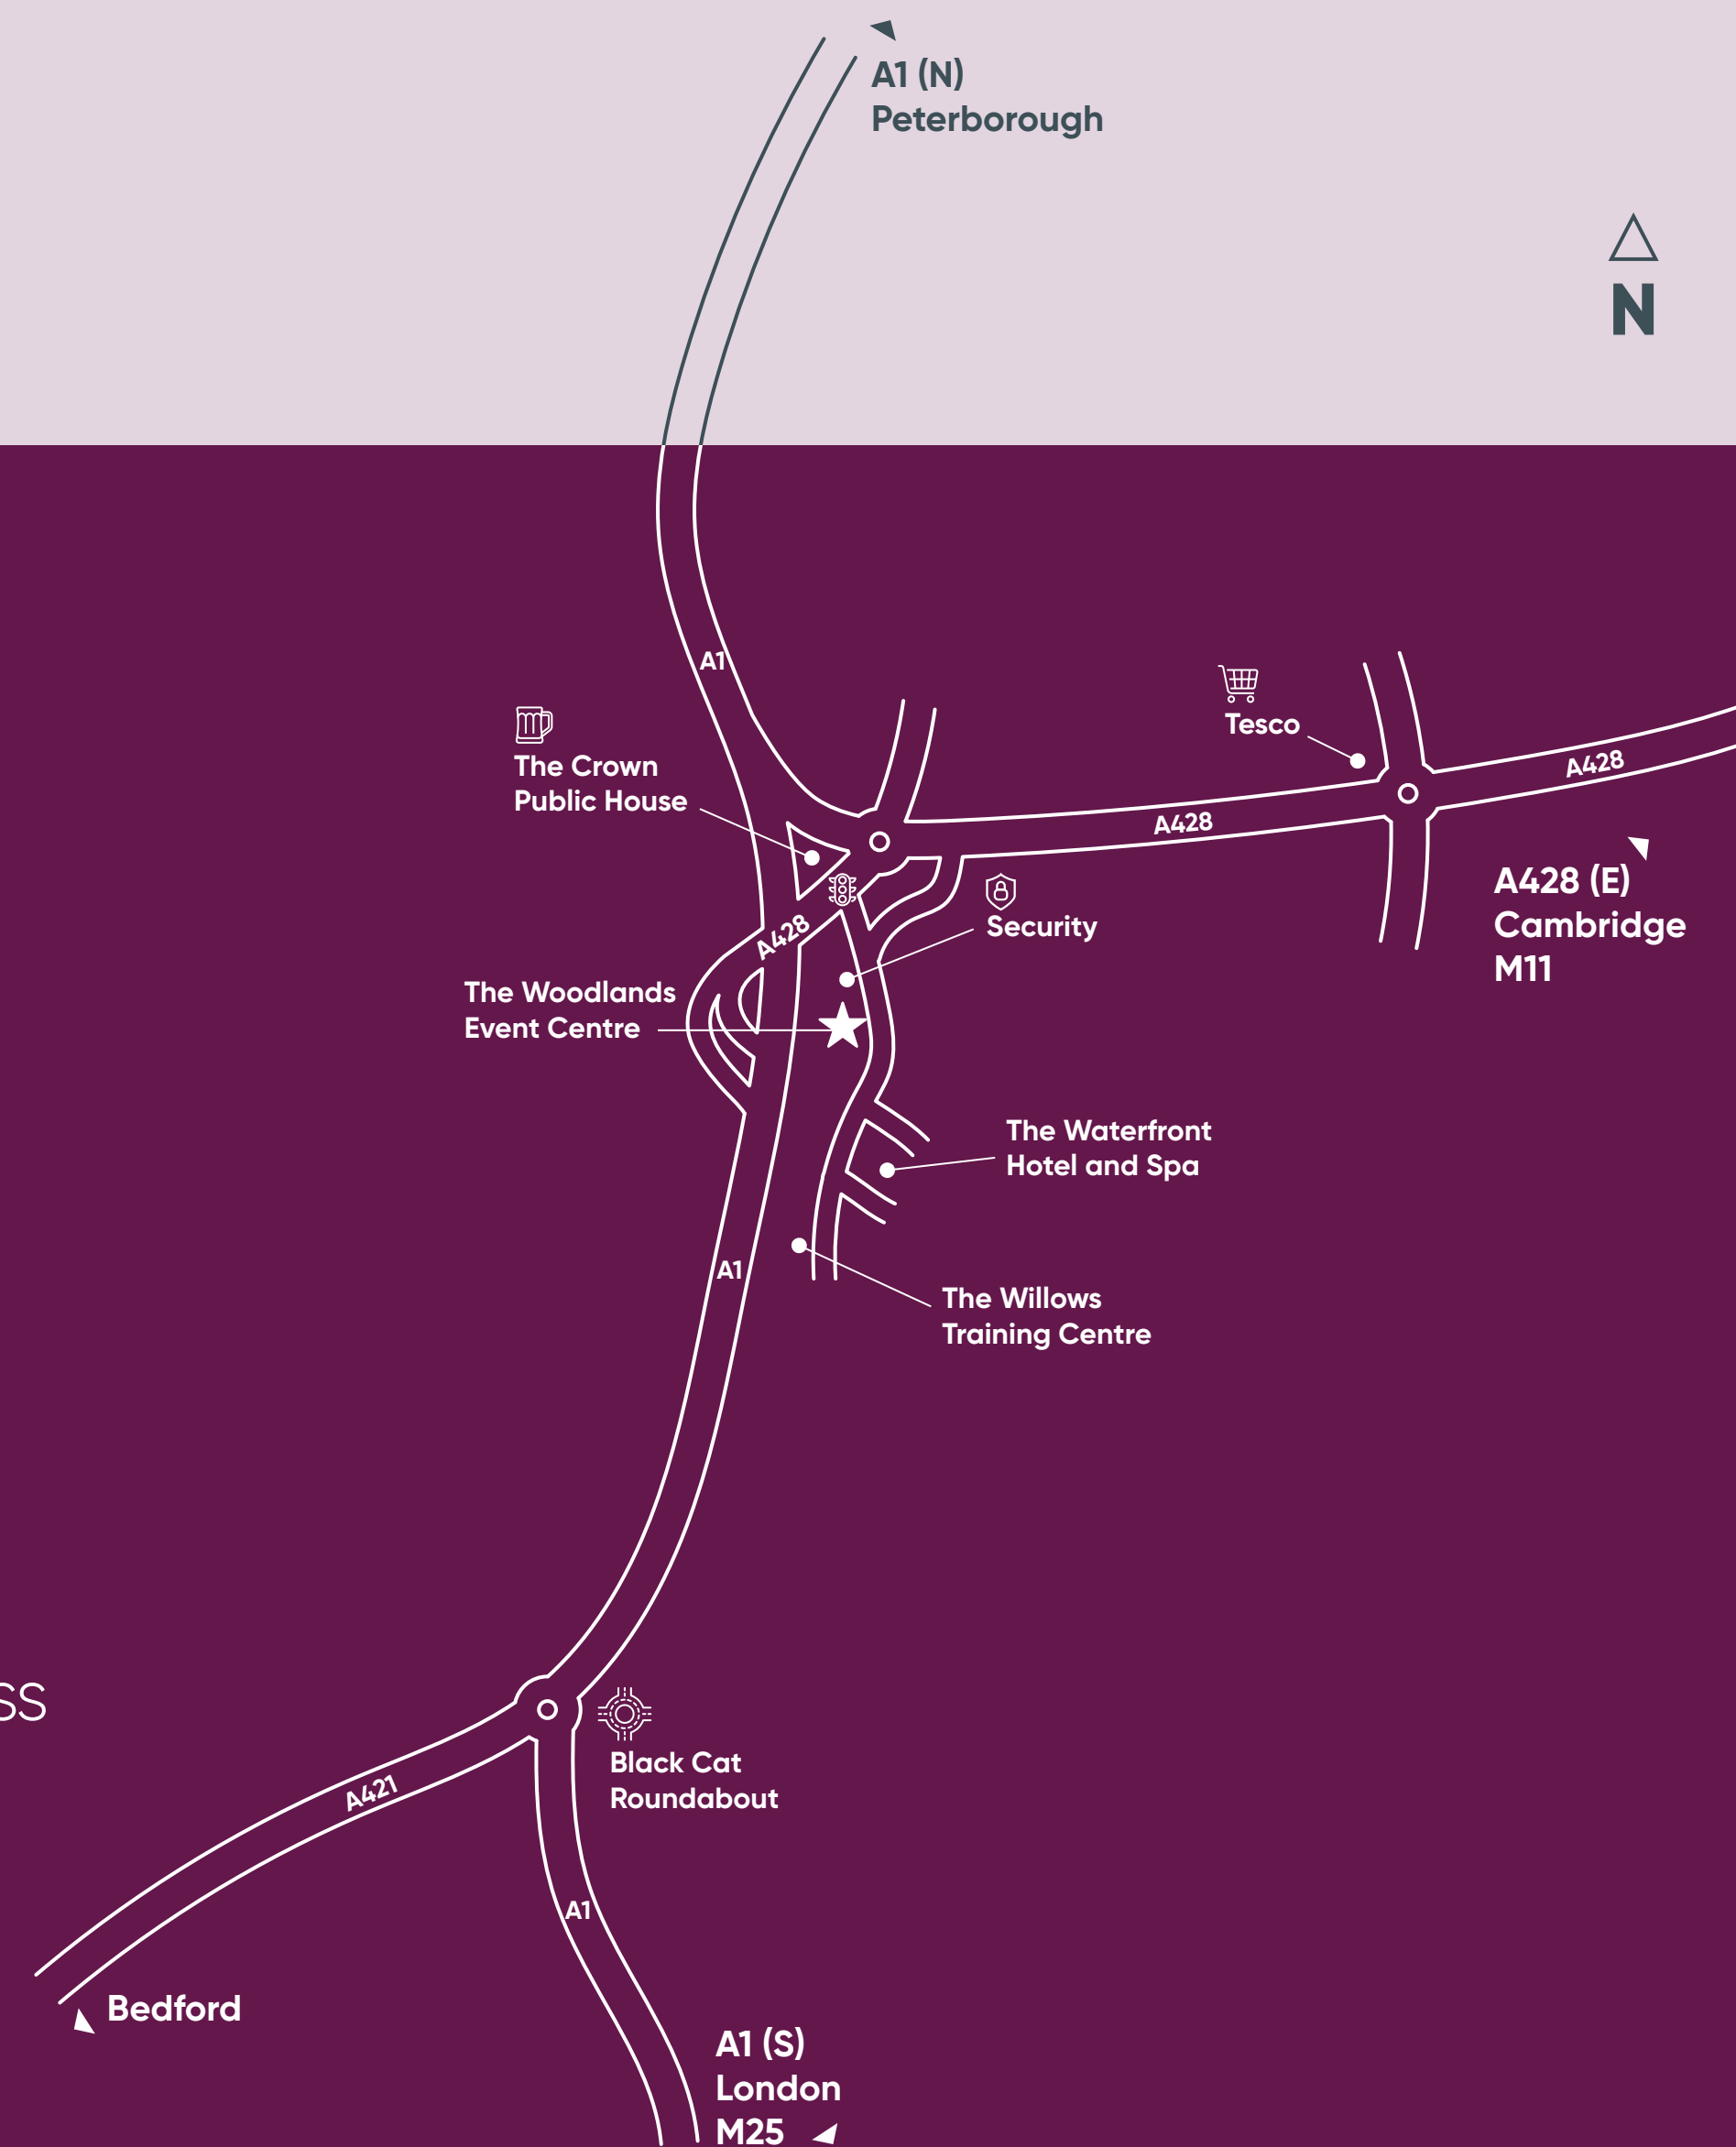 A1 (N)
Peterborough
N
A1
Tesco
The Crown
Public House
A428
A428
A428 (E)
Cambridge
M11
A428
Security
The Woodlands
Event Centre
The Waterfront
Hotel and Spa
A1
The Willows
Training Centre
ss
Black Cat
Roundabout
A421
A1
Bedford
A1 (S)
London
M25